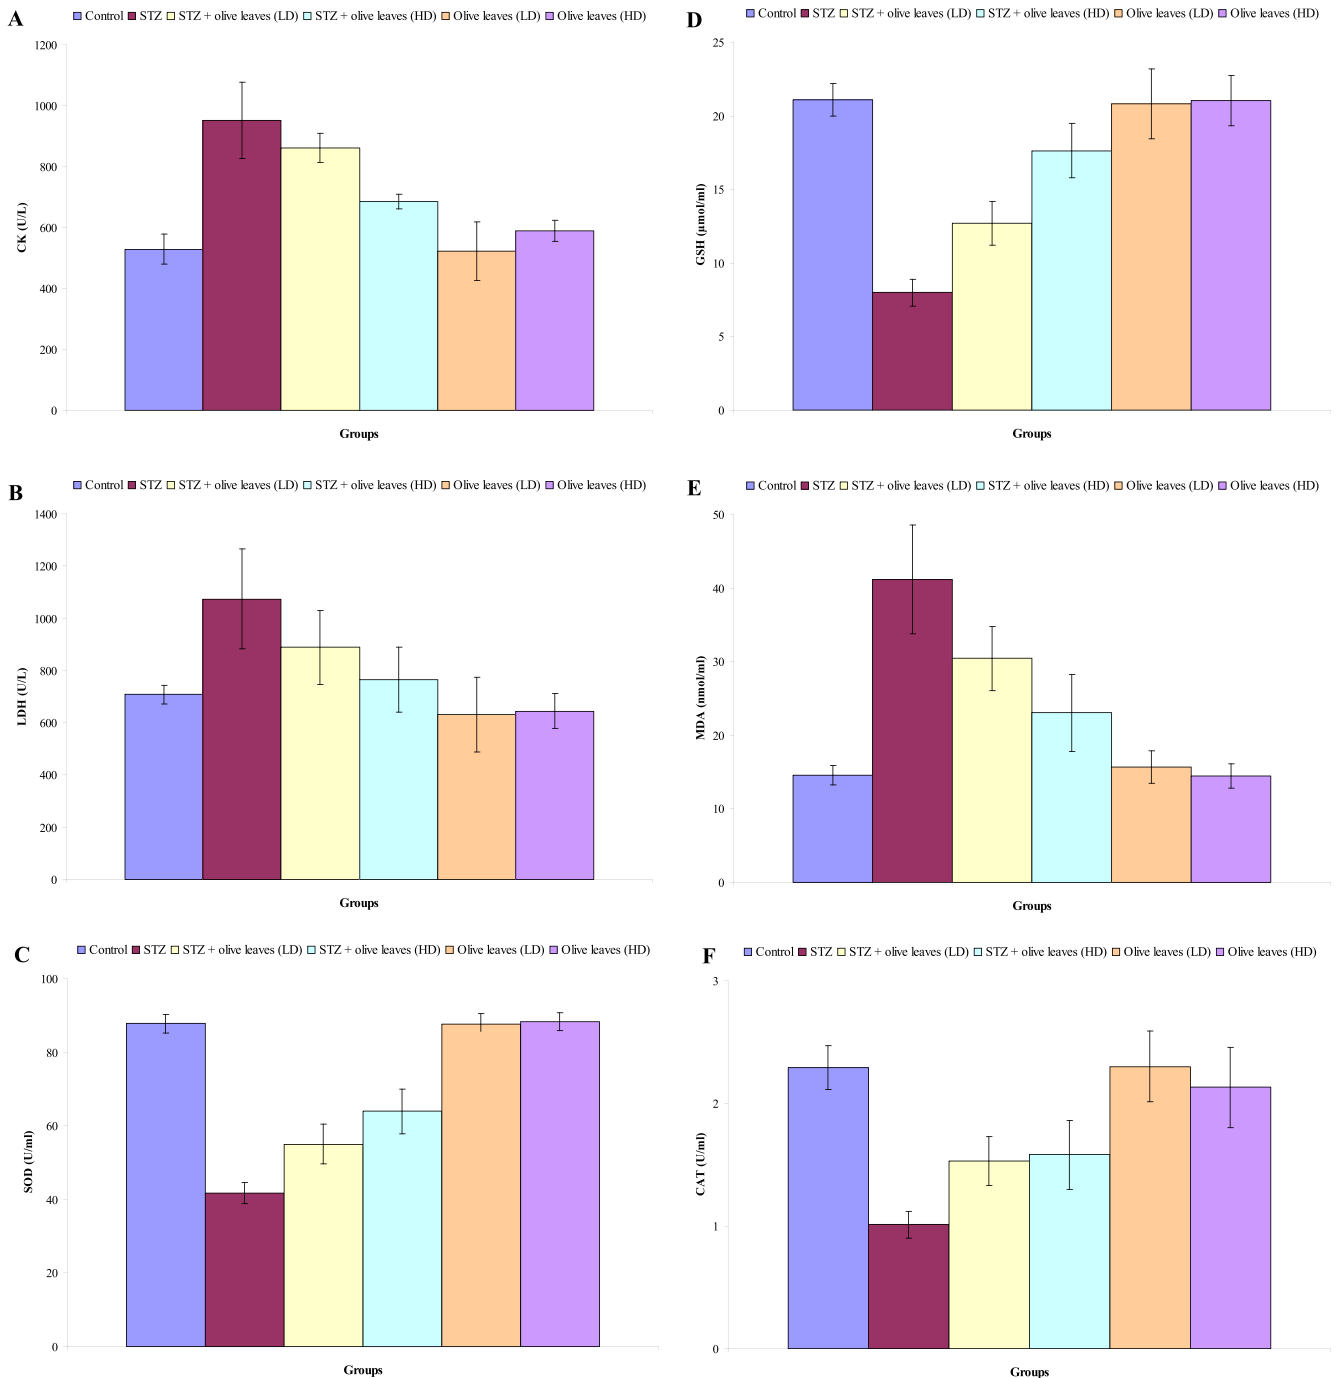 A
Control STZ STZ + olive leaves (LD) STZ + olive leaves (HD) Olive leaves (LD) Olive leaves (HD)
1200
1000
800
600
400
200
0
CK (U/L)
Groups
B
Control STZ STZ + olive leaves (LD) STZ + olive leaves (HD) Olive leaves (LD) Olive leaves (HD)
1400
1200
1000
800
600
400
200
0
LDH (U/L)
Groups
C
Control STZ STZ + olive leaves (LD) STZ + olive leaves (HD) Olive leaves (LD) Olive leaves (HD)
100
80
60
40
20
0
SOD (U/ml)
Groups
D
Control STZ STZ + olive leaves (LD) STZ + olive leaves (HD) Olive leaves (LD) Olive leaves (HD)
25
20
15
10
5
0
GSH (µmol/ml)
Groups
E
Control STZ STZ + olive leaves (LD) STZ + olive leaves (HD) Olive leaves (LD) Olive leaves (HD)
50
40
30
20
10
0
MDA (nmol/ml)
Groups
F
Control STZ STZ + olive leaves (LD) STZ + olive leaves (HD) Olive leaves (LD) Olive leaves (HD)
3
2
1
0
CAT (U/ml)
Groups